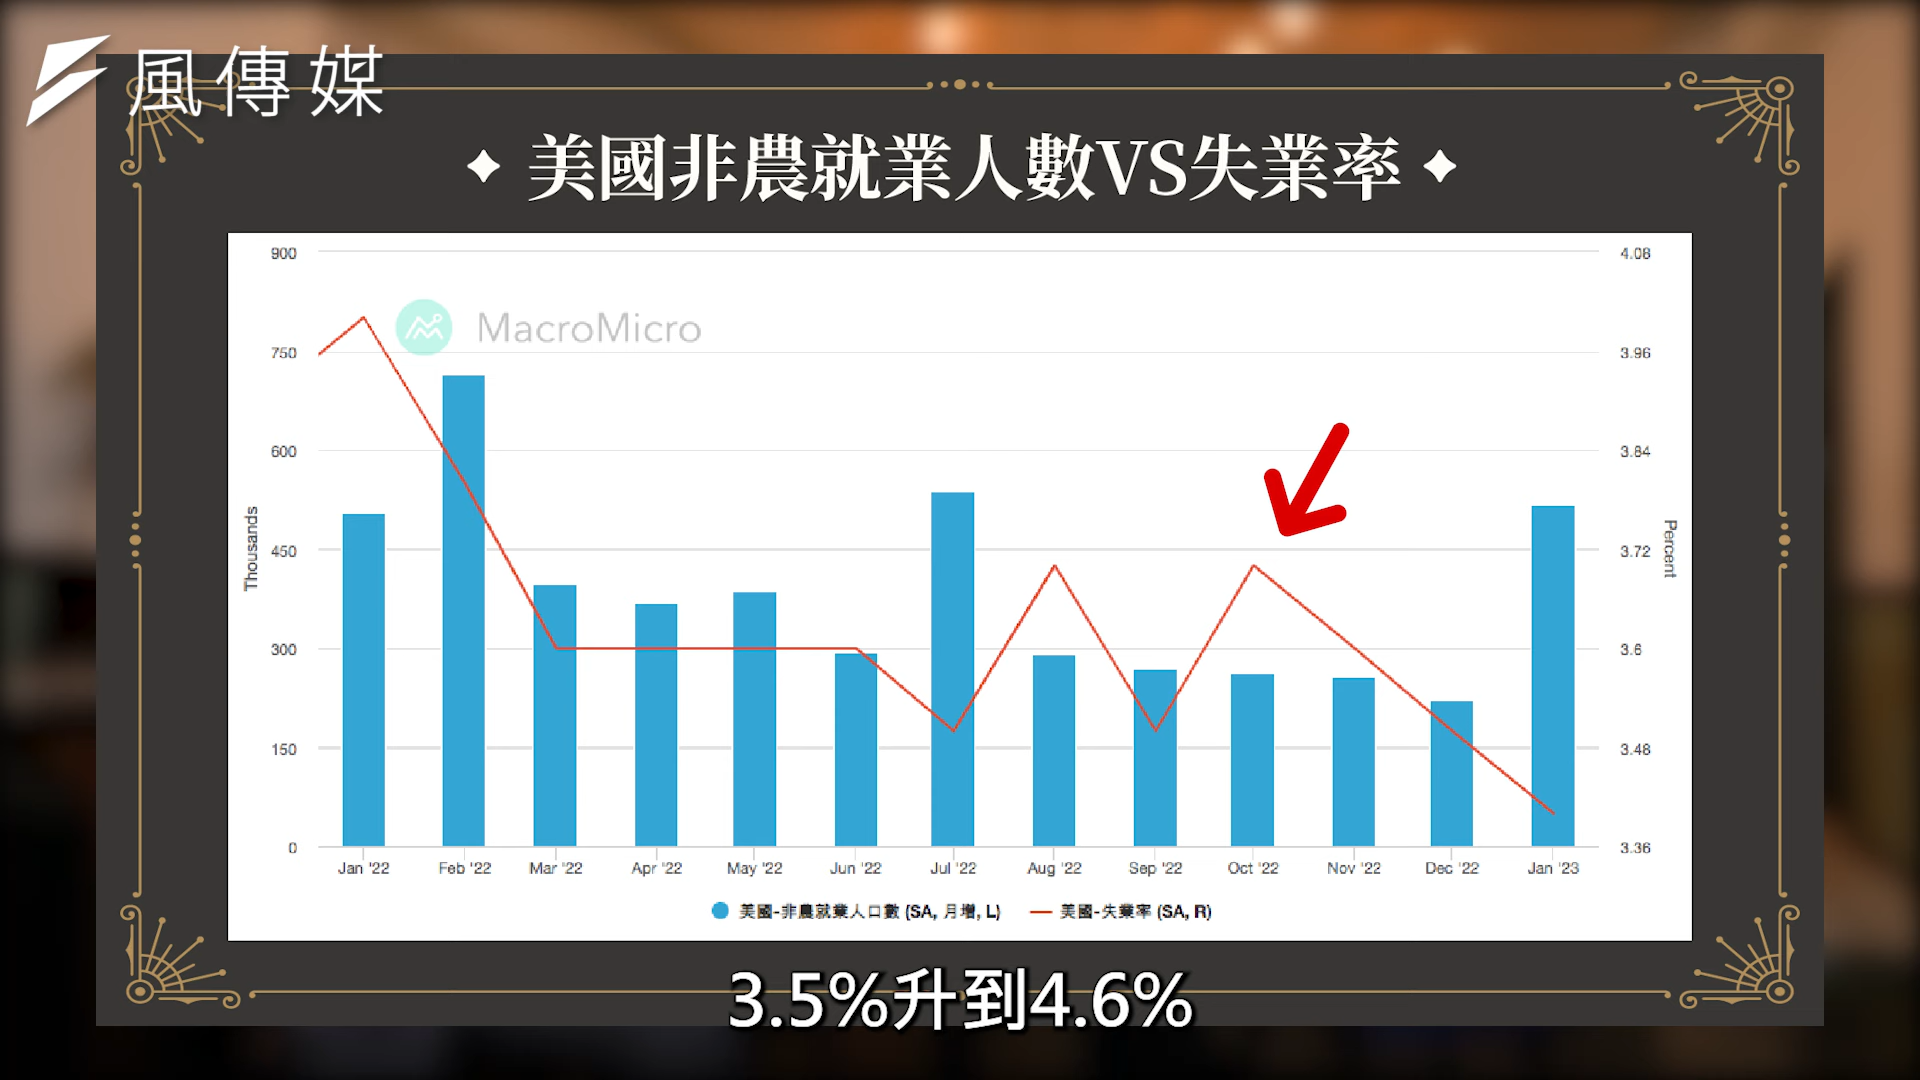 風傳媒
美國非農就業人數VS失業率
MacroMicro
900
750
600
450
300
150
0
Thousands
4.08
3.96
3.84
3.72
3.6
3.48
3.36
Percent
Jan '22 Feb '22 Mar '22 Apr '22 May '22 Jun '22 Jul '22 Aug '22 Sep '22 Oct '22 Nov '22 Dec '22 Jan '23
美國-非農就業人口數 (SA, 月增, L) 美國-失業率 (SA, R)
3.5%升到4.6%